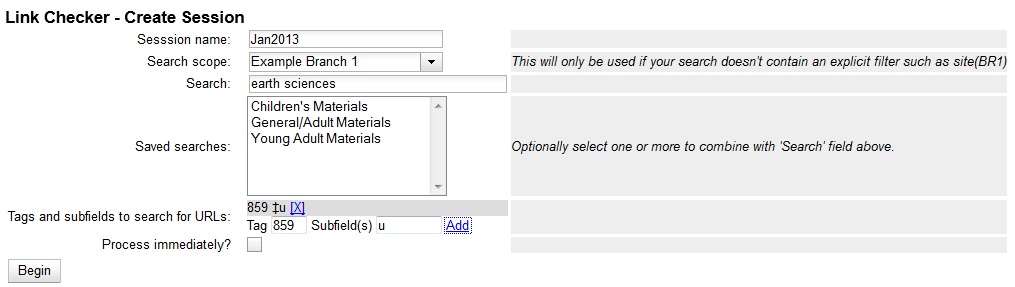 Link Checker - Create Session
Sesssion name: Jan2013
Search scope: Example Branch 1 This will only be used if your search doesn't contain an explicit filter such as site(BR1)
Search: earth sciences
Children's Materials
General/Adult Materials
Young Adult Materials
Saved searches: Optionally select one or more to combine with 'Search' field above.
859 ‡u [X]
Tags and subfields to search for URLs:
Tag 859 Subfield(s) u Add
Process immediately?
Begin